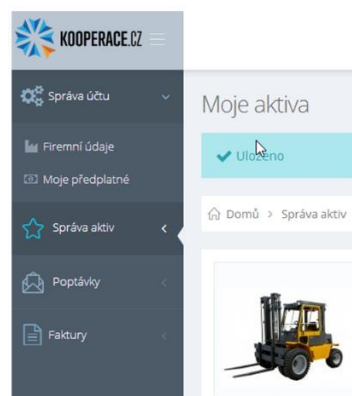 KOOPERACE.CZ
Správa účtu
Firemní údaje
Moje předplatné
Správa aktiv
Poptávky
Faktury
Moje aktiva
Uloženo
Domů > Správa aktiv